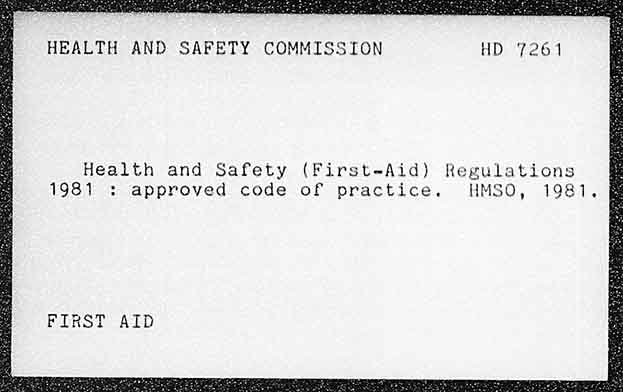 HEALTH AND SAFETY COMMISSION HD 7261
Health and Safety (First-Aid) Regulations
1981 : approved code of practice. HMSO, 1981.
FIRST AID